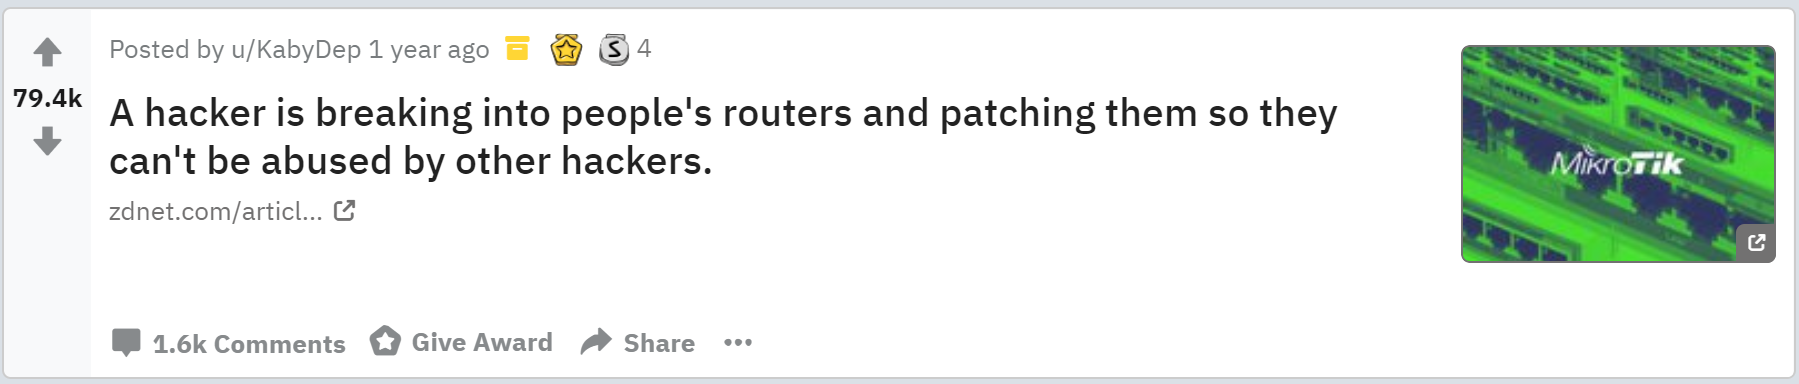 Posted by u/KabyDep 1 year ago S 4
79.4k
A hacker is breaking into people's routers and patching them so they
can't be abused by other hackers.
zdnet.com/articl...
MikroTik
1.6k Comments Give Award Share ...